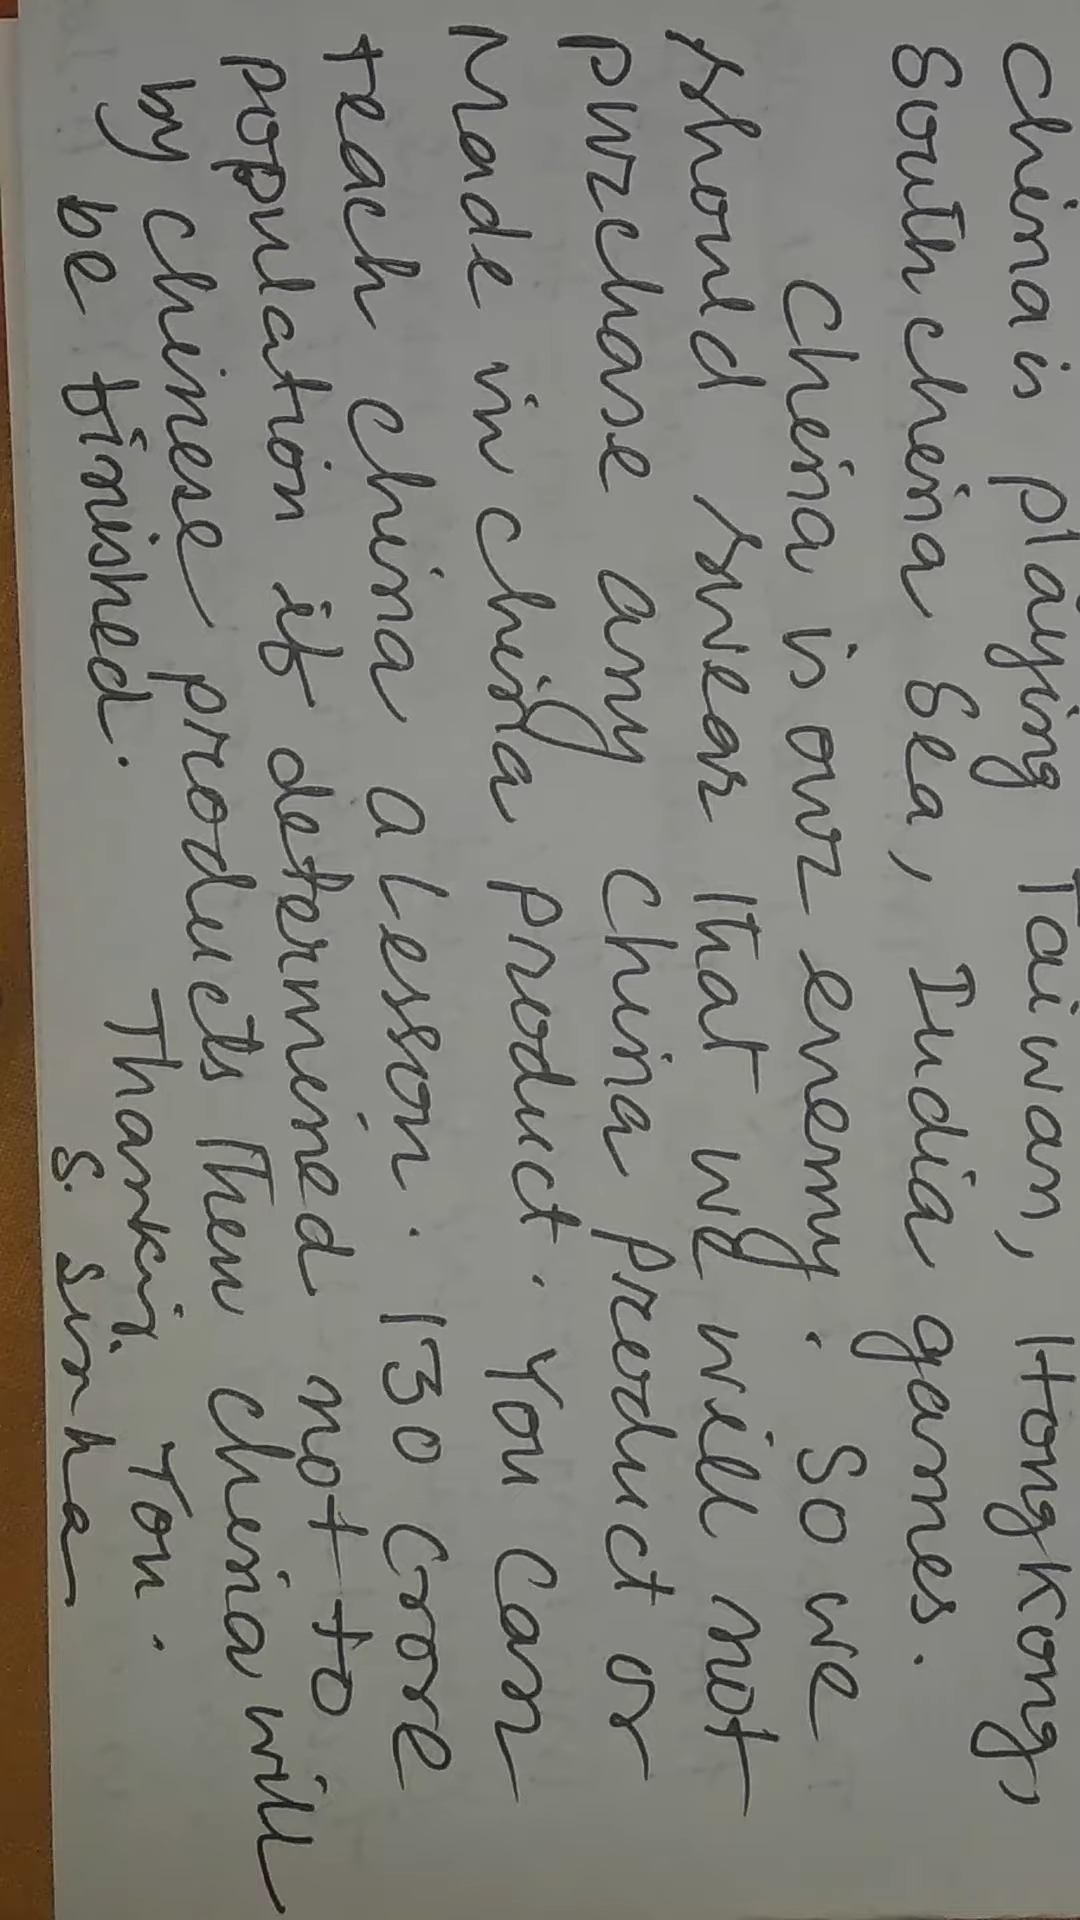 China is playing Taiwan, Hongkong,
South china Sea, India games.
China is our enemy. So we
should swear that we will not
purchase any china product or
Made in china product. You can
teach china a lesson. 130 Crore
population if determined not to
by chinese products then china will
be finished.
Thanking You.
S. Sinha